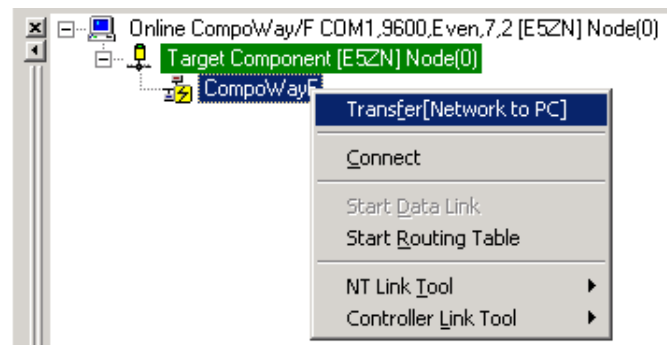 Online CompoWay/F COM1,9600,Even,7,2 [E5ZN] Node(0)
Target Component [E5ZN] Node(0)
CompoWayF
Transfer[Network to PC]
Connect
Start Data Link
Start Routing Table
NT Link Tool
Controller Link Tool